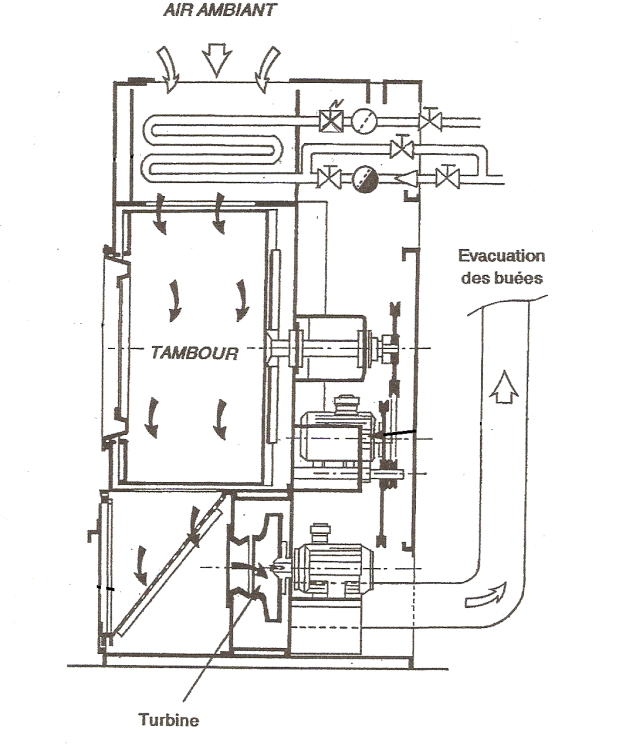 AIR AMBIANT
Evacuation
des buées
TAMBOUR
Turbine